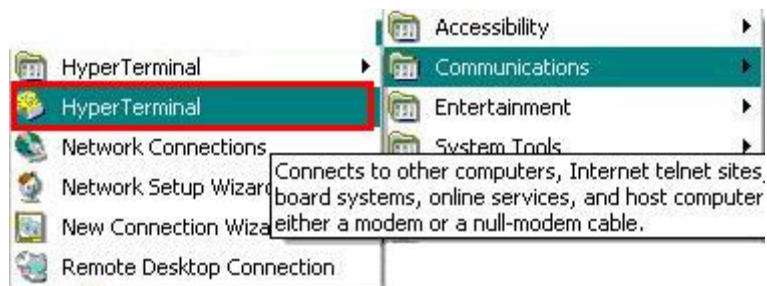 Accessibility
HyperTerminal
Communications
HyperTerminal
Entertainment
Network Connections
System Tools
Network Setup Wizard
Connects to other computers, Internet telnet sites,
board systems, online services, and host computer
either a modem or a null-modem cable.
New Connection Wiza
Remote Desktop Connection